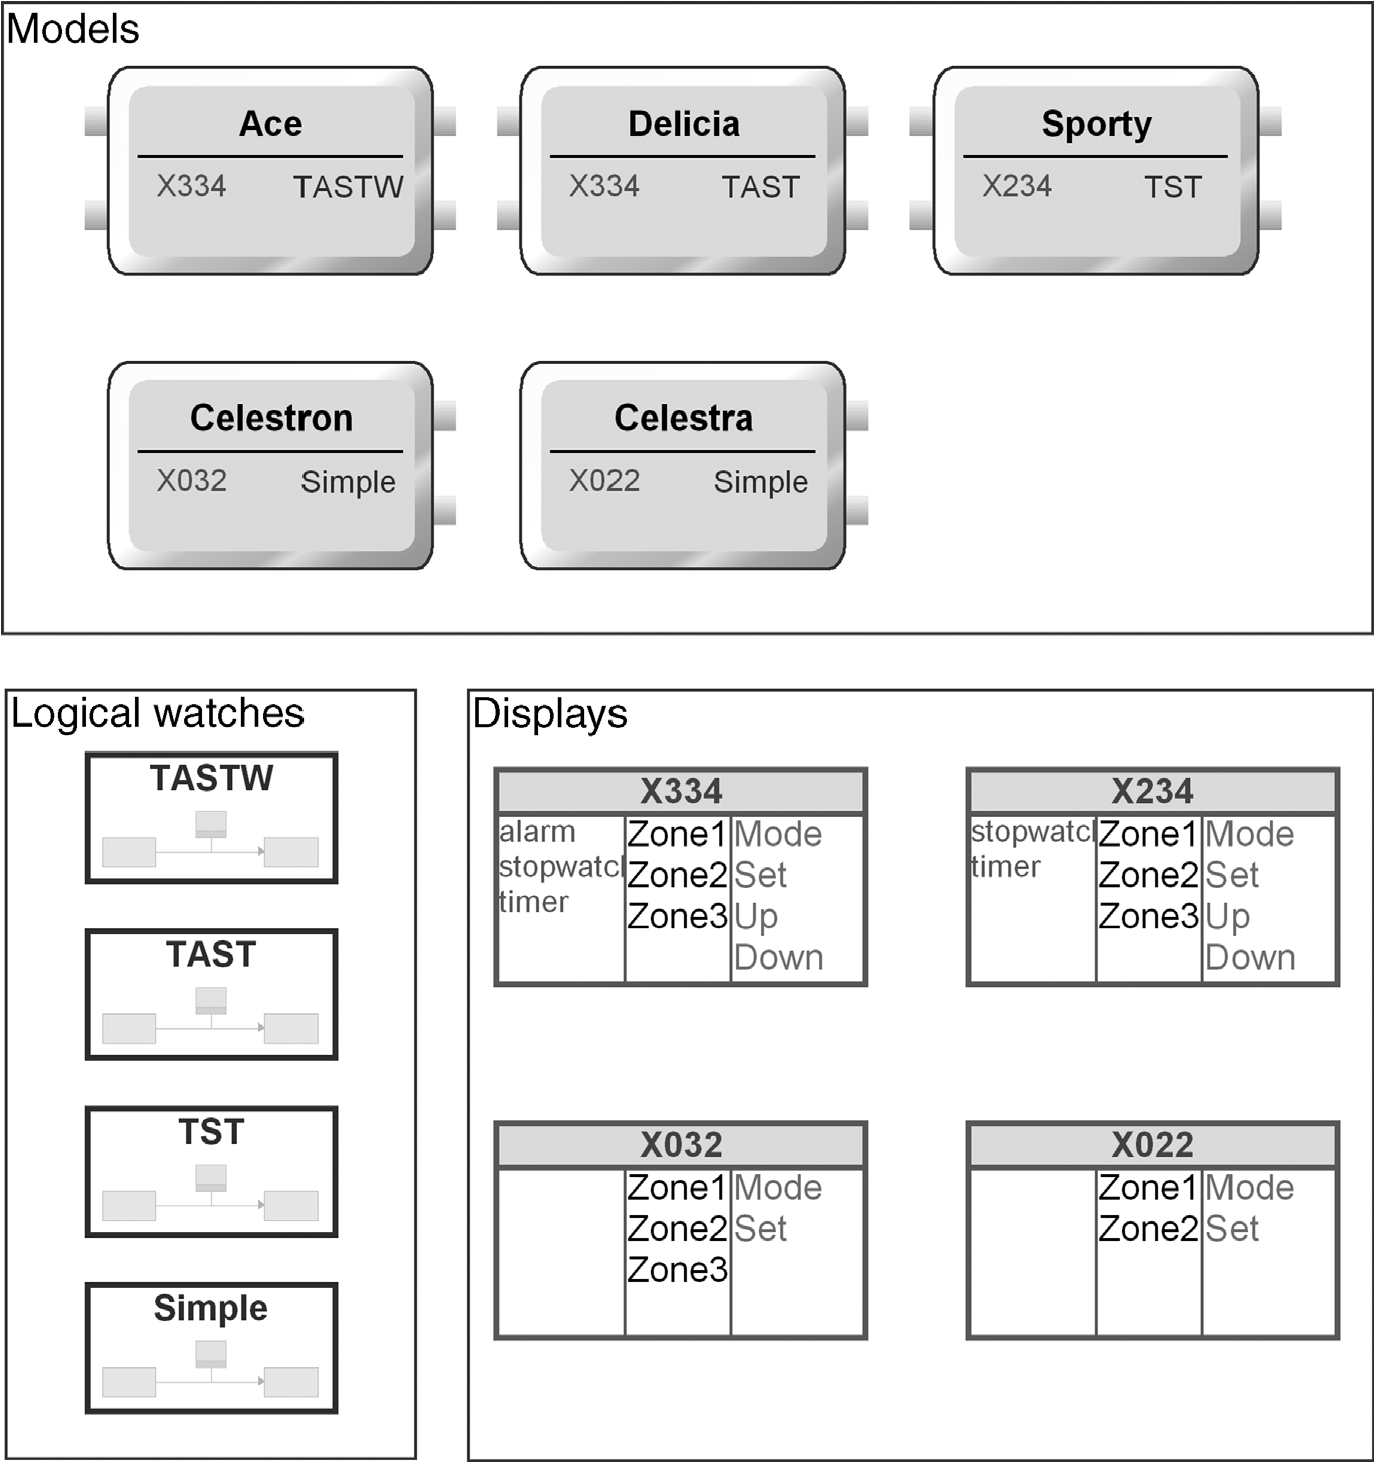 Models
Ace
X334 TASTW
Delicia
X334 TAST
Sporty
X234 TST
Celestron
X032 Simple
Celestra
X022 Simple
Logical watches
TASTW
TAST
TST
Simple
Displays
X334
alarm Zone1 Mode
stopwatc Zone2 Set
timer Zone3 Up
Down
X234
stopwatc Zone1 Mode
timer Zone2 Set
Zone3 Up
Down
X032
Zone1 Mode
Zone2 Set
Zone3
X022
Zone1 Mode
Zone2 Set